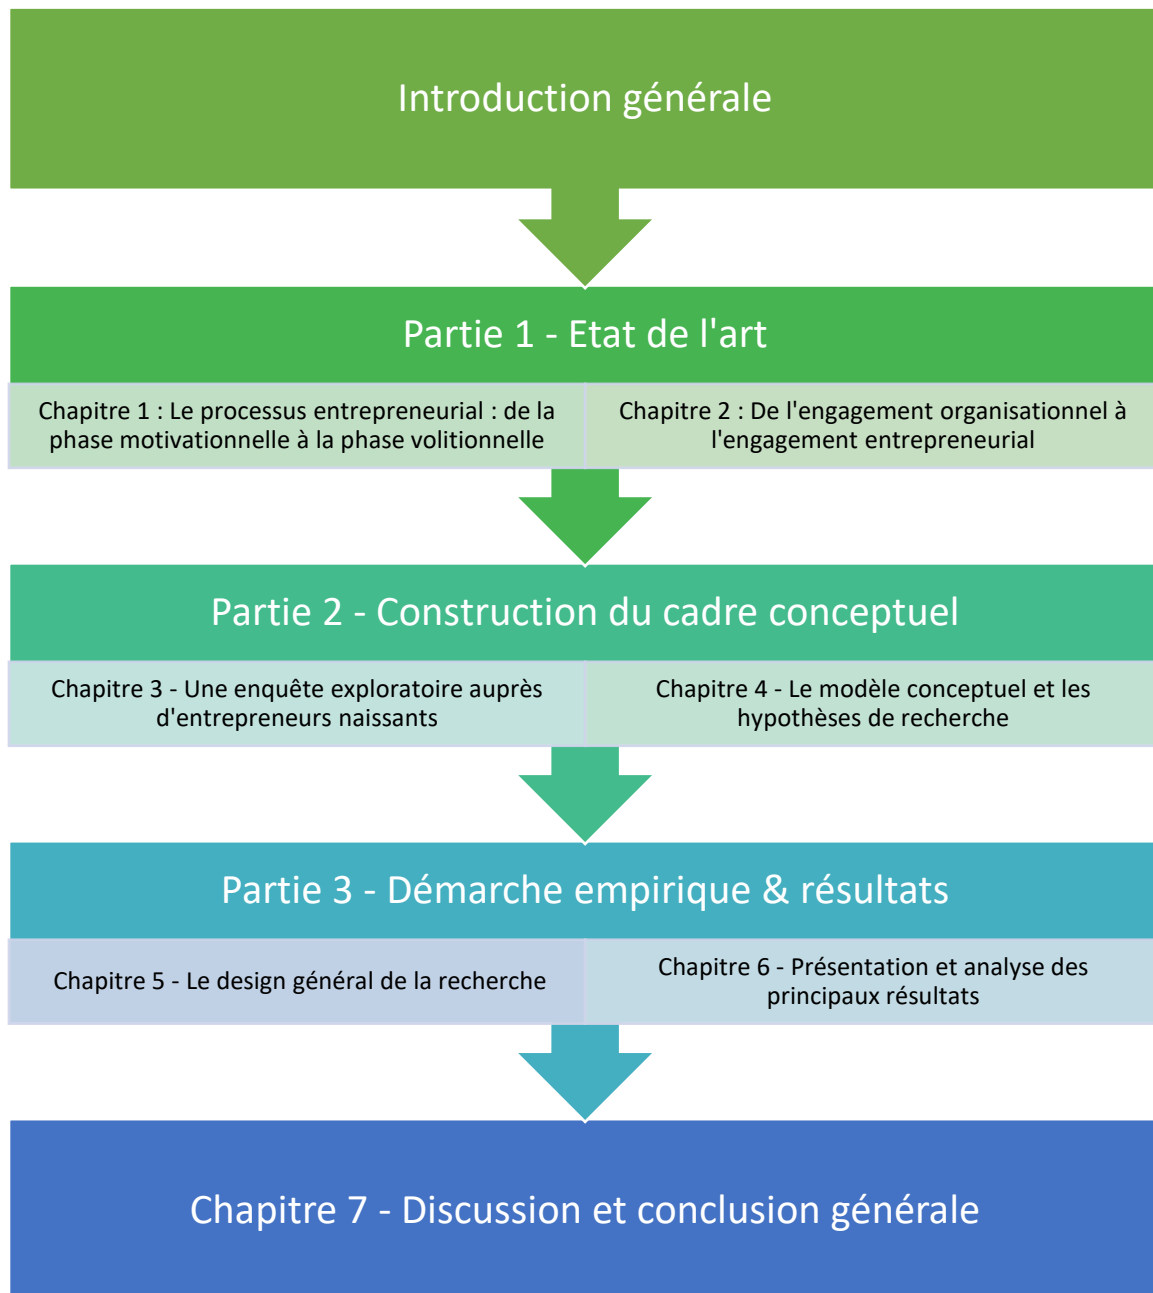 Introduction générale
Partie 1 - Etat de l'art
Chapitre 1 : Le processus entrepreneurial : de la
phase motivationnelle à la phase volitionnelle
Chapitre 2 : De l'engagement organisationnel à
l'engagement entrepreneurial
Partie 2 - Construction du cadre conceptuel
Chapitre 3 - Une enquête exploratoire auprès
d'entrepreneurs naissants
Chapitre 4 - Le modèle conceptuel et les
hypothèses de recherche
Partie 3 - Démarche empirique & résultats
Chapitre 5 - Le design général de la recherche
Chapitre 6 - Présentation et analyse des
principaux résultats
Chapitre 7 - Discussion et conclusion générale